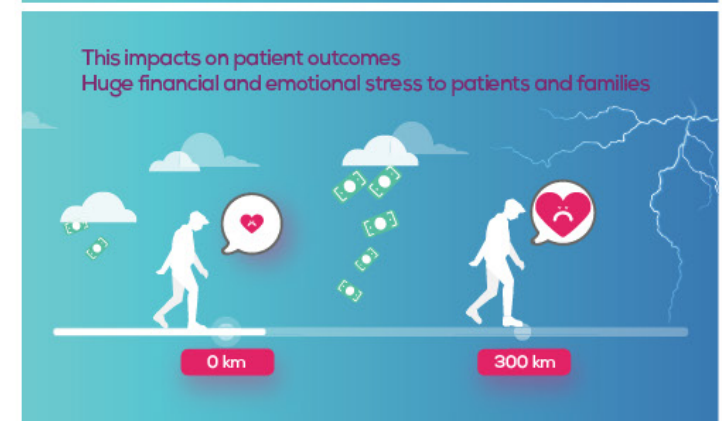 This impacts on patient outcomes
Huge financial and emotional stress to patients and families
0 km
300 km